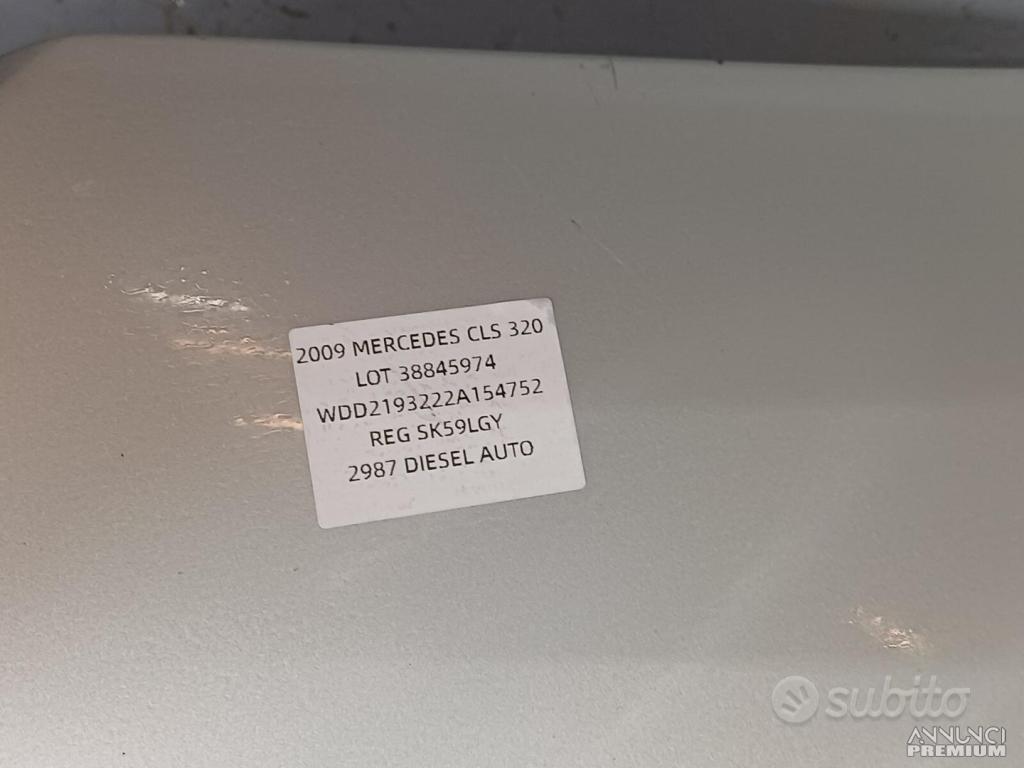 2009 MERCEDES CLS 320
LOT 38845974
WDD2193222A154752
REG SK59LGY
2987 DIESEL AUTO
subito
ANNUNCI
PREMIUM